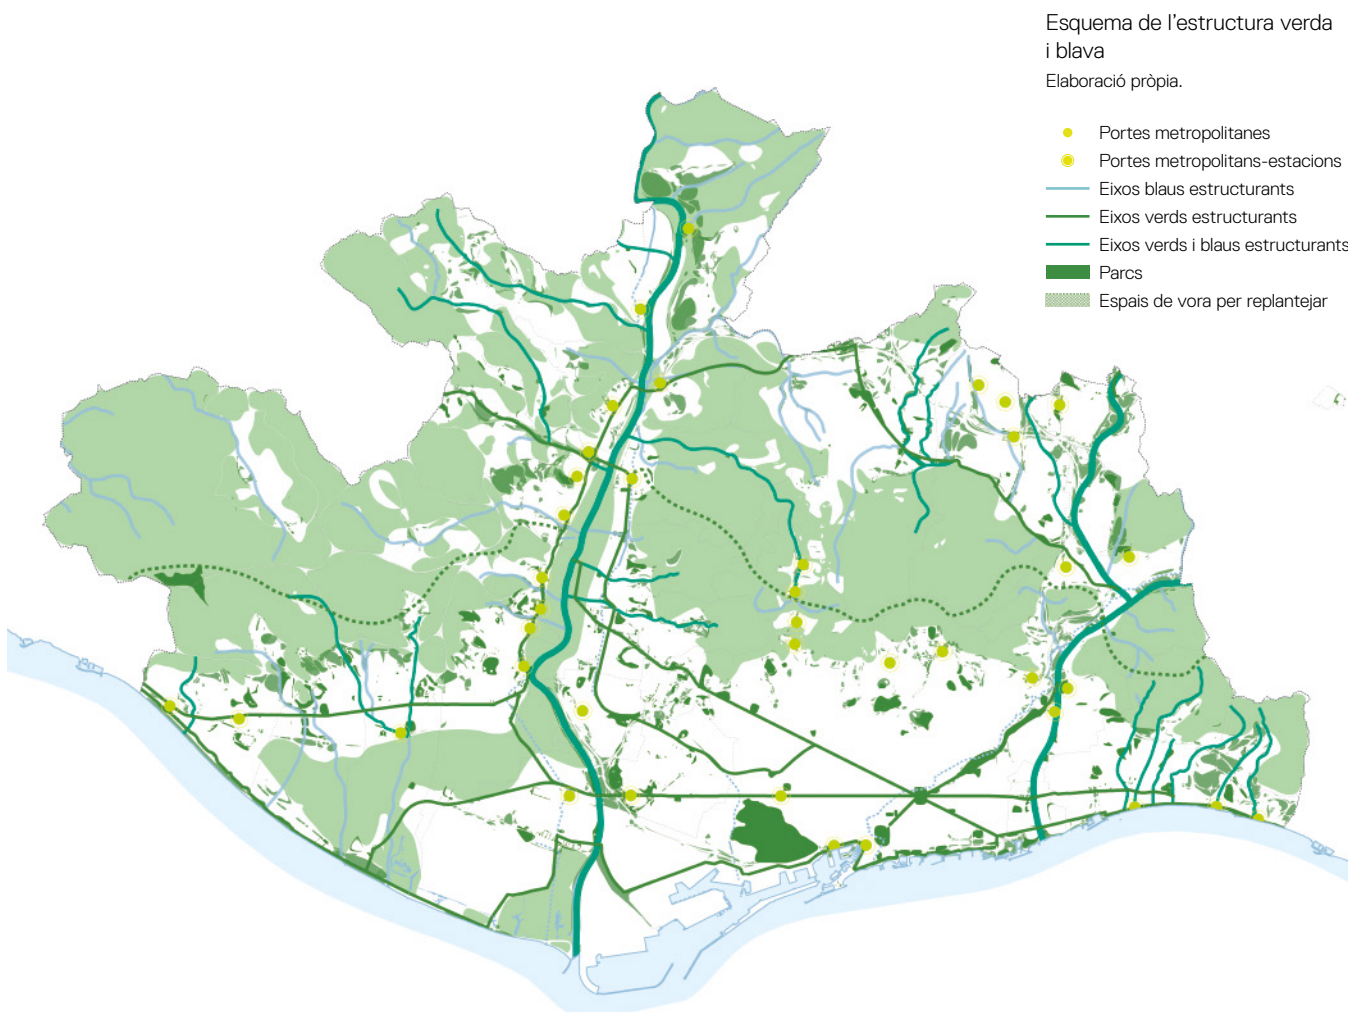 Esquema de l’estructura verda
i blava
Elaboració pròpia.
Portes metropolitanes
Portes metropolitans-estacions
Eixos blaus estructurants
Eixos verds estructurants
Eixos verds i blaus estructurants
Parcs
Espais de vora per replantejar